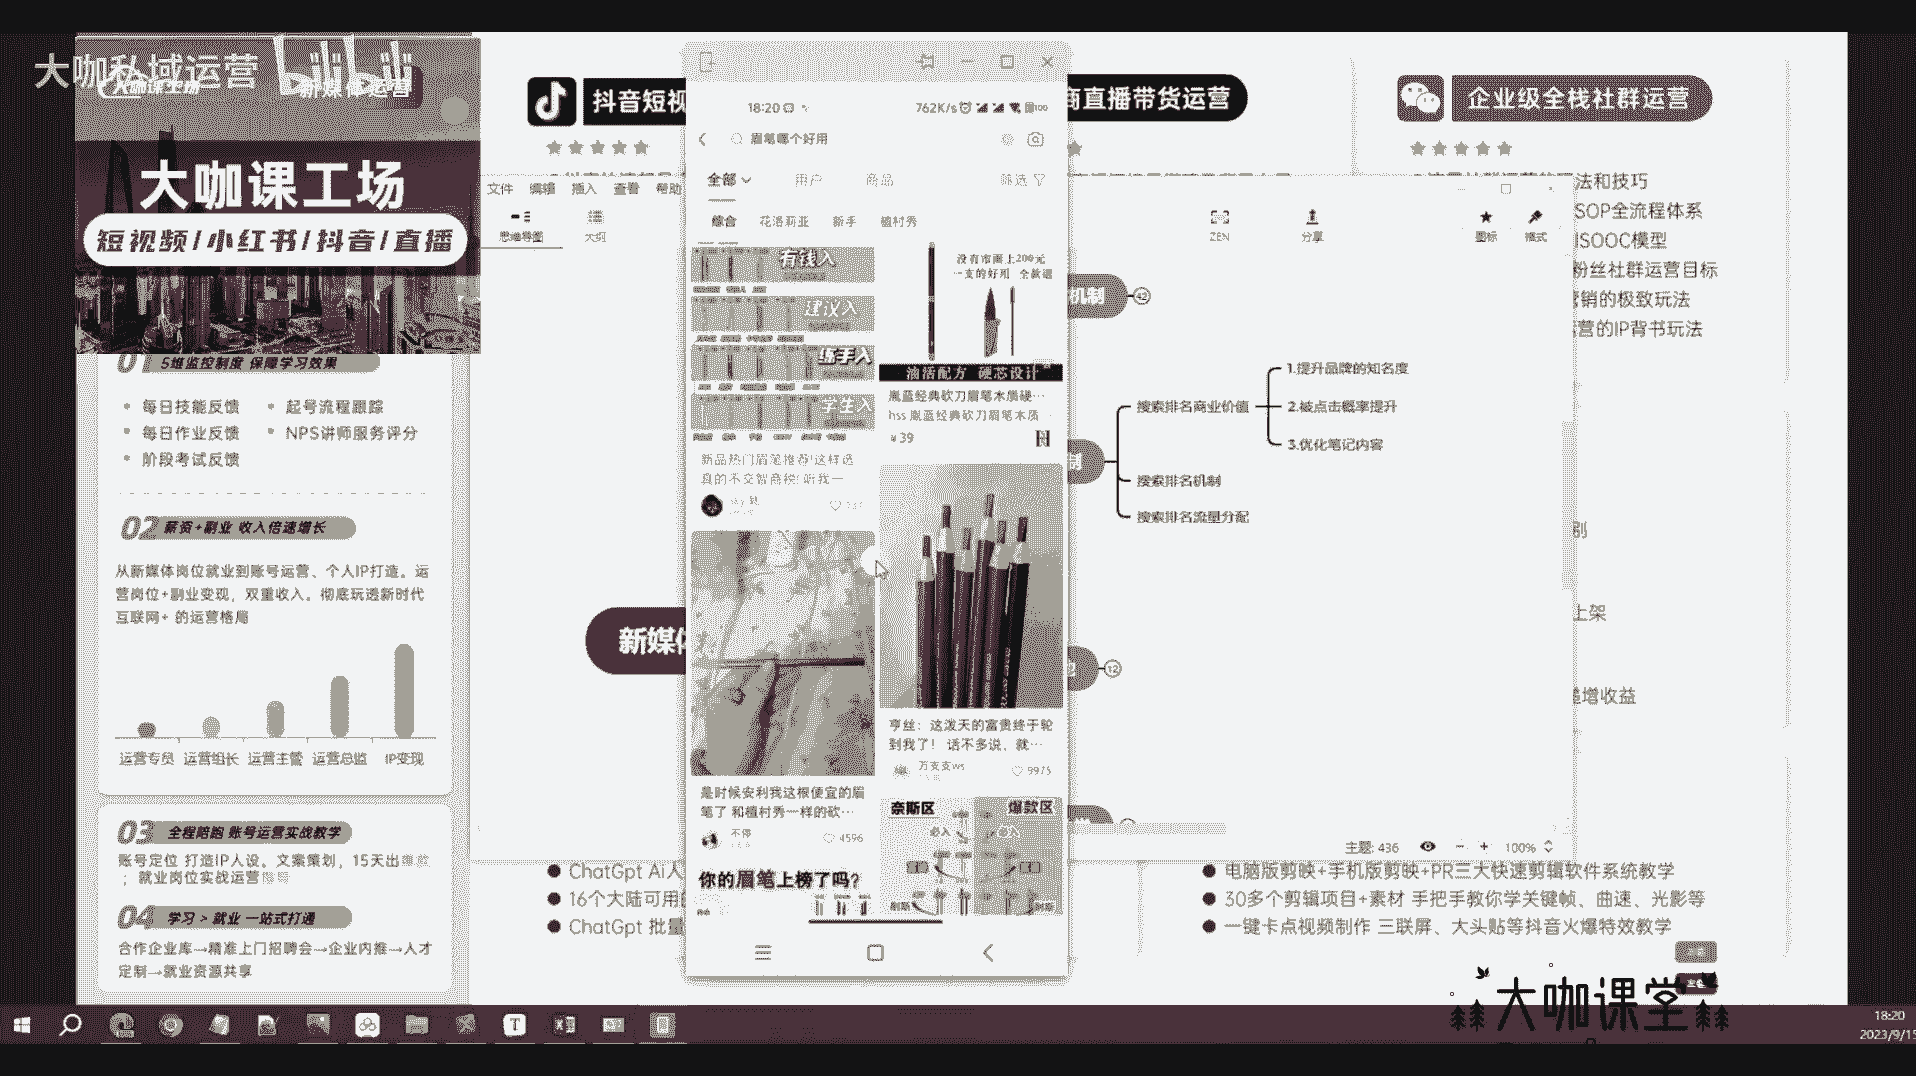 大咖私域运营
bilibili
大咖课工场
新媒体运营
大咖课工场
短视频/小红书/抖音/直播
01 5维监控制度 保障学习效果
每日技能反馈
起号流程跟踪
每日作业反馈
NPS讲师服务评分
阶段考试反馈
02 薪资+副业 收入倍速增长
从新媒体岗位就业到账号运营、个人IP打造。运
营岗位+副业变现，双重收入。彻底玩透新时代
互联网+ 的运营格局
运营专员 运营组长 运营主管 运营总监 IP变现
03 全程陪跑 账号运营实战教学
账号定位 打造IP人设。文案策划，15天出
；就业岗位实战运营
04 学习 > 就业 一站式打通
合作企业库→精准上门招聘会→企业内推→人才
定制→就业资源共享
抖音短视
商直播带货运营
企业级全栈社群运营
文件 编辑 插入 查看 帮助
思维导图
大纲
ZEN
分享
图标
格式
法和技巧
SOP全流程体系
ISOOC模型
粉丝社群运营目标
营销的极致玩法
营的IP背书玩法
18:20
762K/s
100
眉笔哪个好用
全部
用户
商品
筛选
综合
花洛莉亚
新手
植村秀
有钱入
建议入
练手入
学生入
新品热门眉笔推荐!这样选
真的不交智商税! 听我一
没有市面上200元
一支的好用 全款退
油活配方 硬芯设计
胤蓝经典砍刀眉笔木质硬…
hss 胤蓝经典砍刀眉笔木质
¥39
是时候安利我这根便宜的眉
笔了 和植村秀一样的砍…
不停
4596
亨丝：这泼天的富贵终于轮
到我了！ 话不多说，就…
万支支ws
9975
你的眉笔上榜了吗?
奈斯区
爆款区
必入
新媒体
机制
42
制
搜索排名商业价值
1.提升品牌的知名度
2.被点击概率提升
3.优化笔记内容
搜索排名机制
搜索排名流量分配
12
上架
增收益
主题: 436
100%
ChatGpt AI人
16个大陆可用的
ChatGpt 批量
电脑版剪映+手机版剪映+PR三大快速剪辑软件系统教学
30多个剪辑项目+素材 手把手教你学关键帧、曲速、光影等
一键卡点视频制作 三联屏、大头贴等抖音火爆特效教学
大咖课堂
18:20
2023/9/15